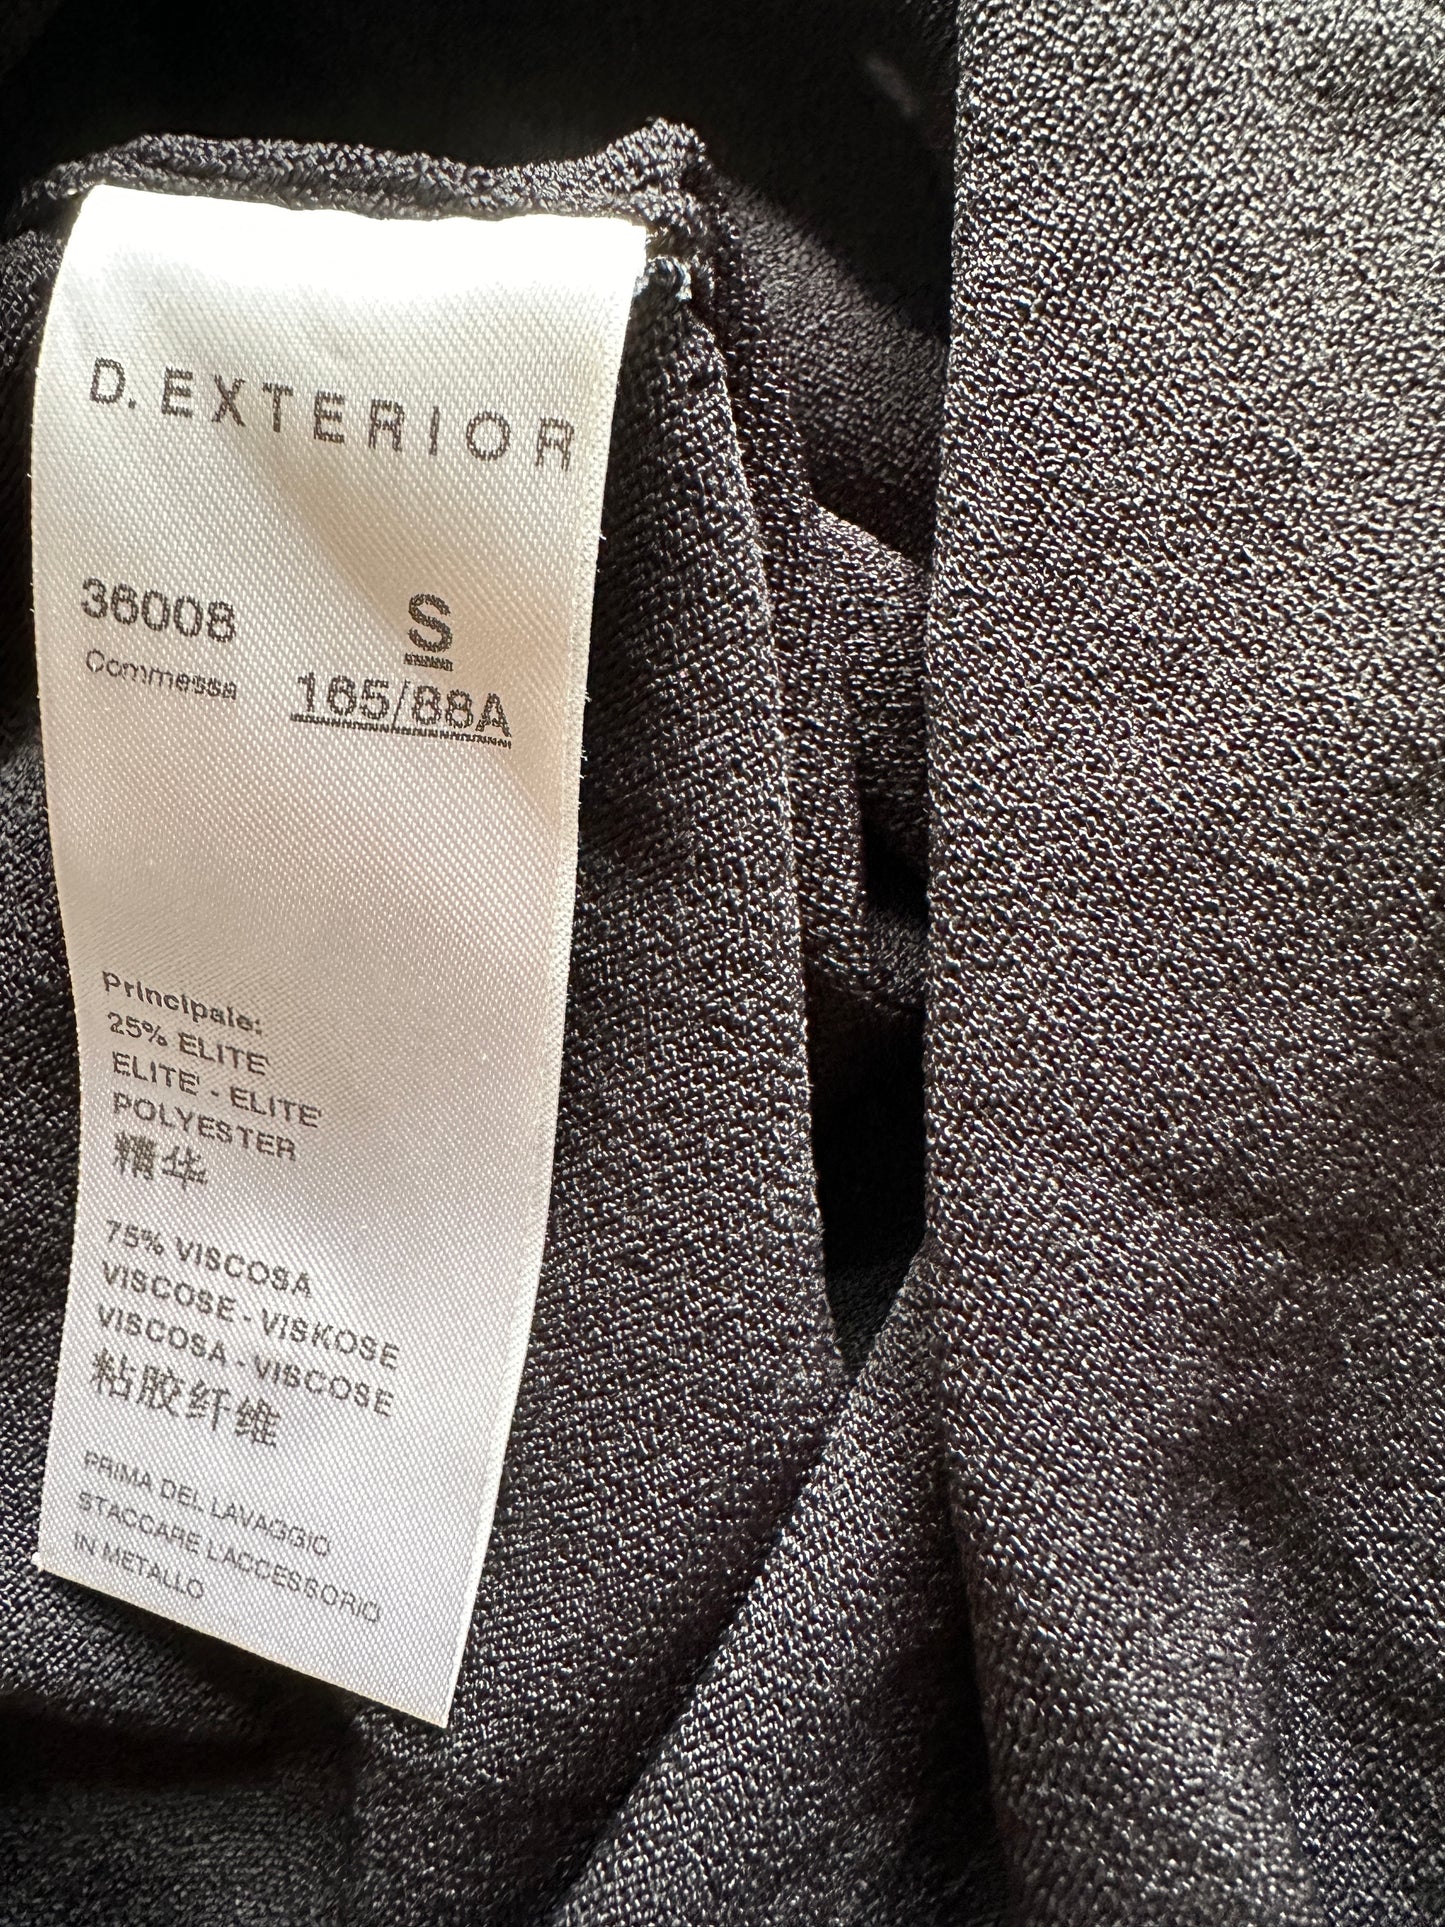 D. EXTERIOR
36008 S
Commessa 165/88A
Principale:
25% ELITE'
ELITE' - ELITE'
POLYESTER
精华
75% VISCOSA
VISCOSE - VISKOSE
VISCOSA - VISCOSE
粘胶纤维
PRIMA DEL LAVAGGIO
STACCARE L'ACCESSORIO
IN METALLO